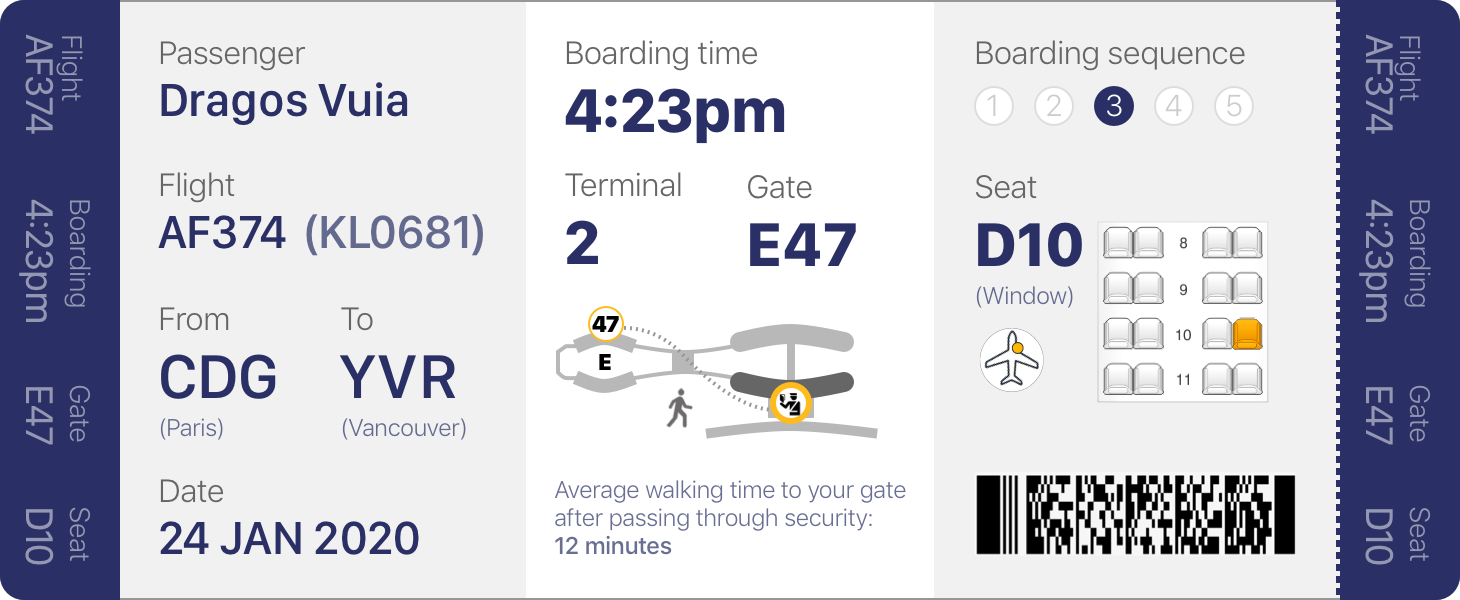 Flight
AF374
Boarding
4:23pm
Gate
E47
Seat
D10
Passenger
Dragos Vuia
Flight
AF374 (KL0681)
From
CDG
(Paris)
To
YVR
(Vancouver)
Date
24 JAN 2020
Boarding time
4:23pm
Terminal
2
Gate
E47
47
E
Average walking time to your gate
after passing through security:
12 minutes
Boarding sequence
1 2 3 4 5
Seat
D10
(Window)
8
9
10
11
Flight
AF374
Boarding
4:23pm
Gate
E47
Seat
D10